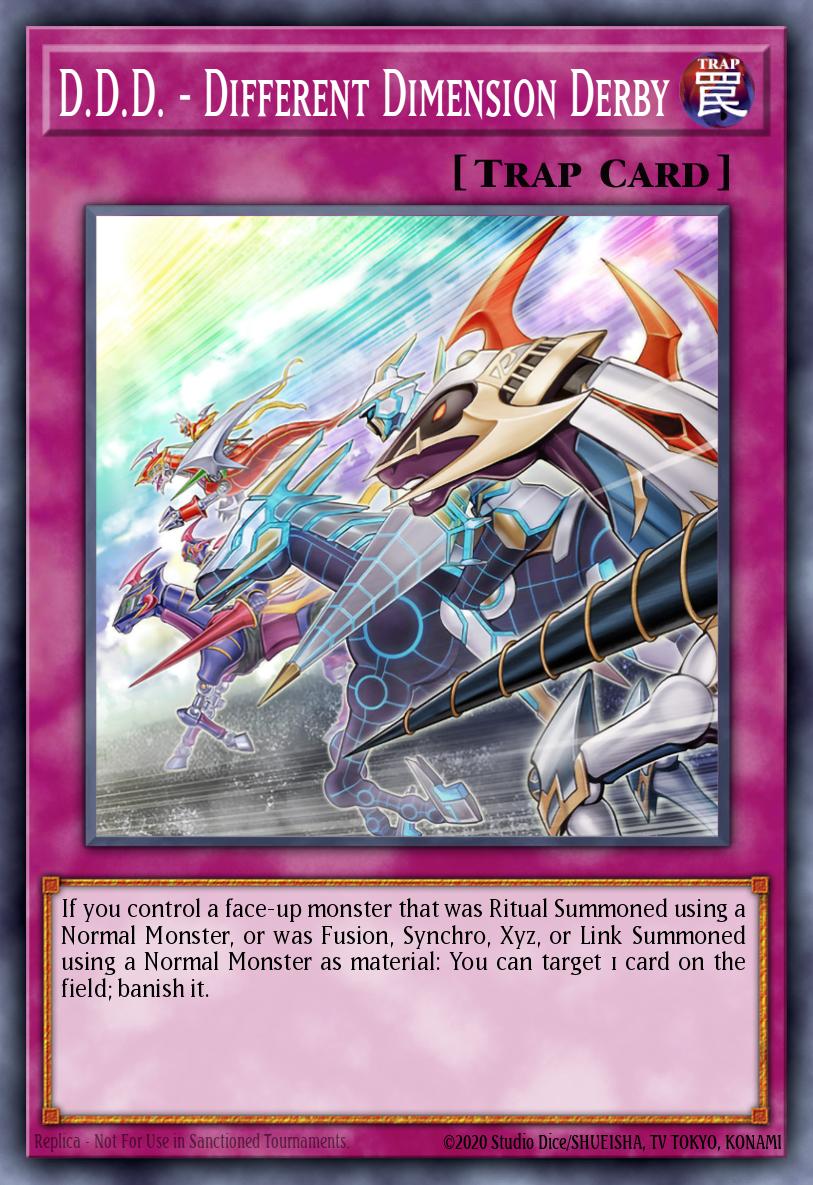 D.D.D. - Different Dimension Derby
TRAP
罠
[Trap Card]
If you control a face-up monster that was Ritual Summoned using a
Normal Monster, or was Fusion, Synchro, Xyz, or Link Summoned
using a Normal Monster as material: You can target 1 card on the
field; banish it.
Replica - Not For Use in Sanctioned Tournaments.
©2020 Studio Dice/SHUEISHA, TV TOKYO, KONAMI